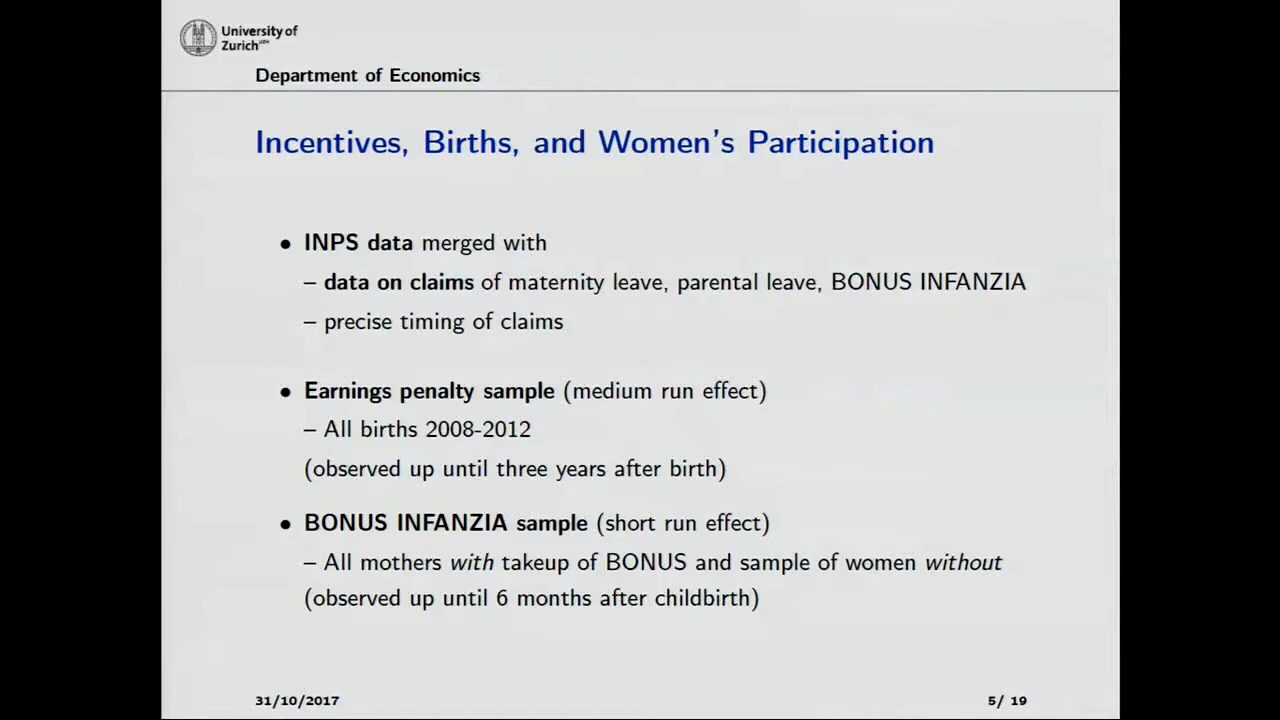 University of
Zurich
Department of Economics
Incentives, Births, and Women's Participation
• INPS data merged with
– data on claims of maternity leave, parental leave, BONUS INFANZIA
– precise timing of claims
• Earnings penalty sample (medium run effect)
– All births 2008-2012
(observed up until three years after birth)
• BONUS INFANZIA sample (short run effect)
– All mothers with takeup of BONUS and sample of women without
(observed up until 6 months after childbirth)
31/10/2017
5/ 19